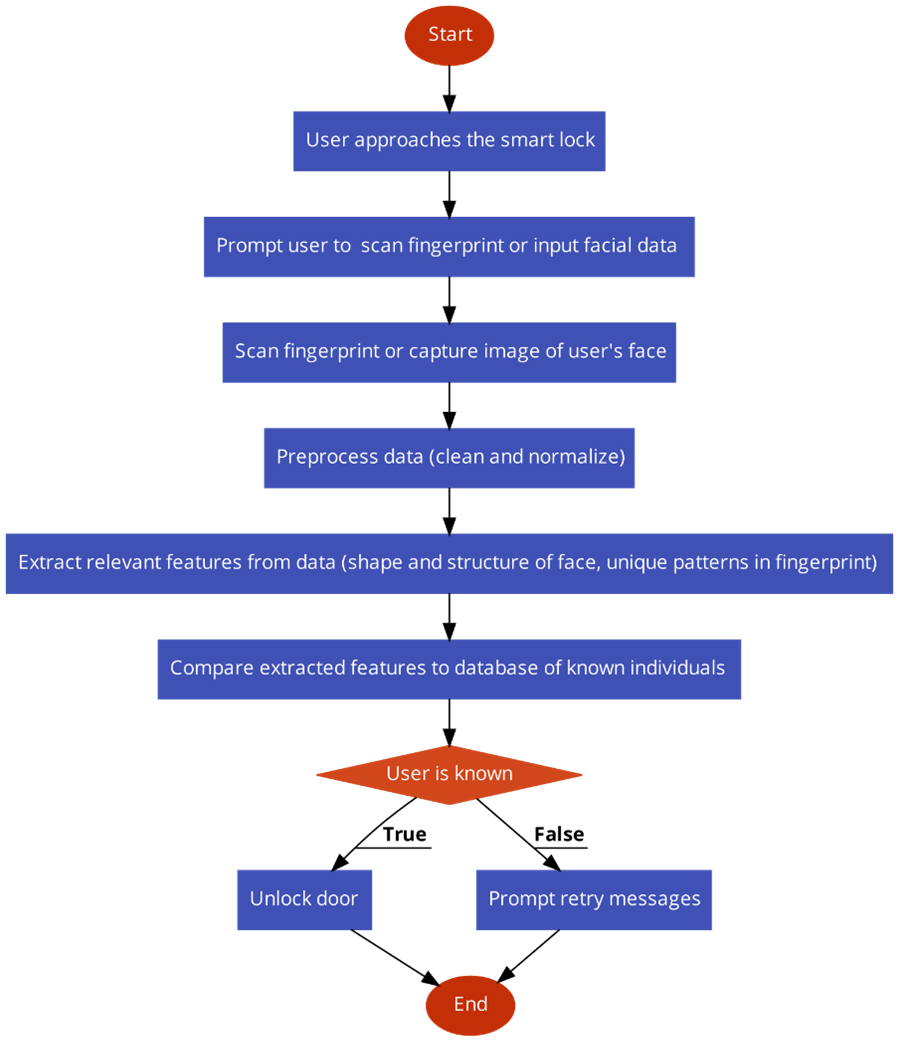 Start
User approaches the smart lock
Prompt user to  scan fingerprint or input facial data
Scan fingerprint or capture image of user's face
Preprocess data (clean and normalize)
Extract relevant features from data (shape and structure of face, unique patterns in fingerprint)
Compare extracted features to database of known individuals
User is known
True
False
Unlock door
Prompt retry messages
End